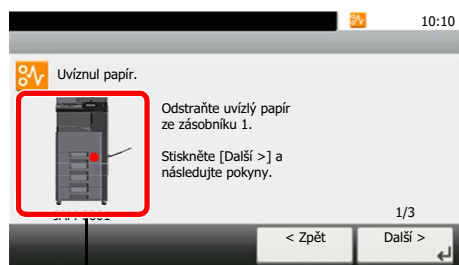 10:10
Uvíznul papír.
Odstraňte uvízlý papír
ze zásobníku 1.
Stiskněte [Další >] a
následujte pokyny.
1/3
< Zpět
Další >